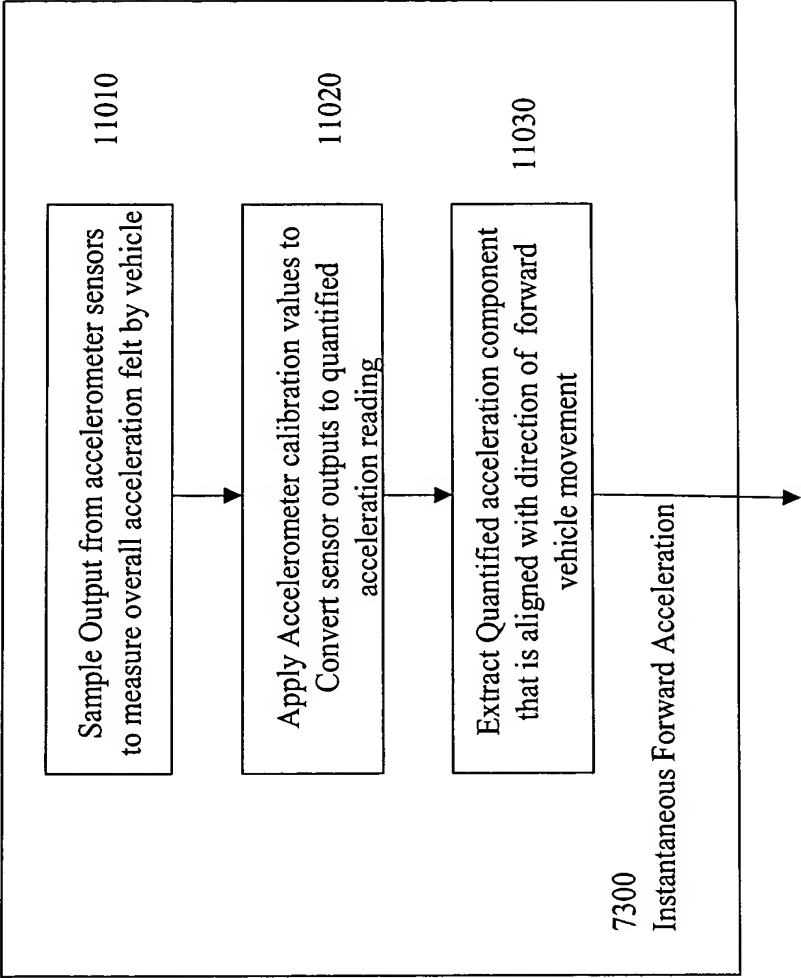 Sample Output from accelerometer sensors
to measure overall acceleration felt by vehicle
11010
Apply Accelerometer calibration values to
Convert sensor outputs to quantified
acceleration reading
11020
Extract Quantified acceleration component
that is aligned with direction of forward
vehicle movement
11030
7300
Instantaneous Forward Acceleration